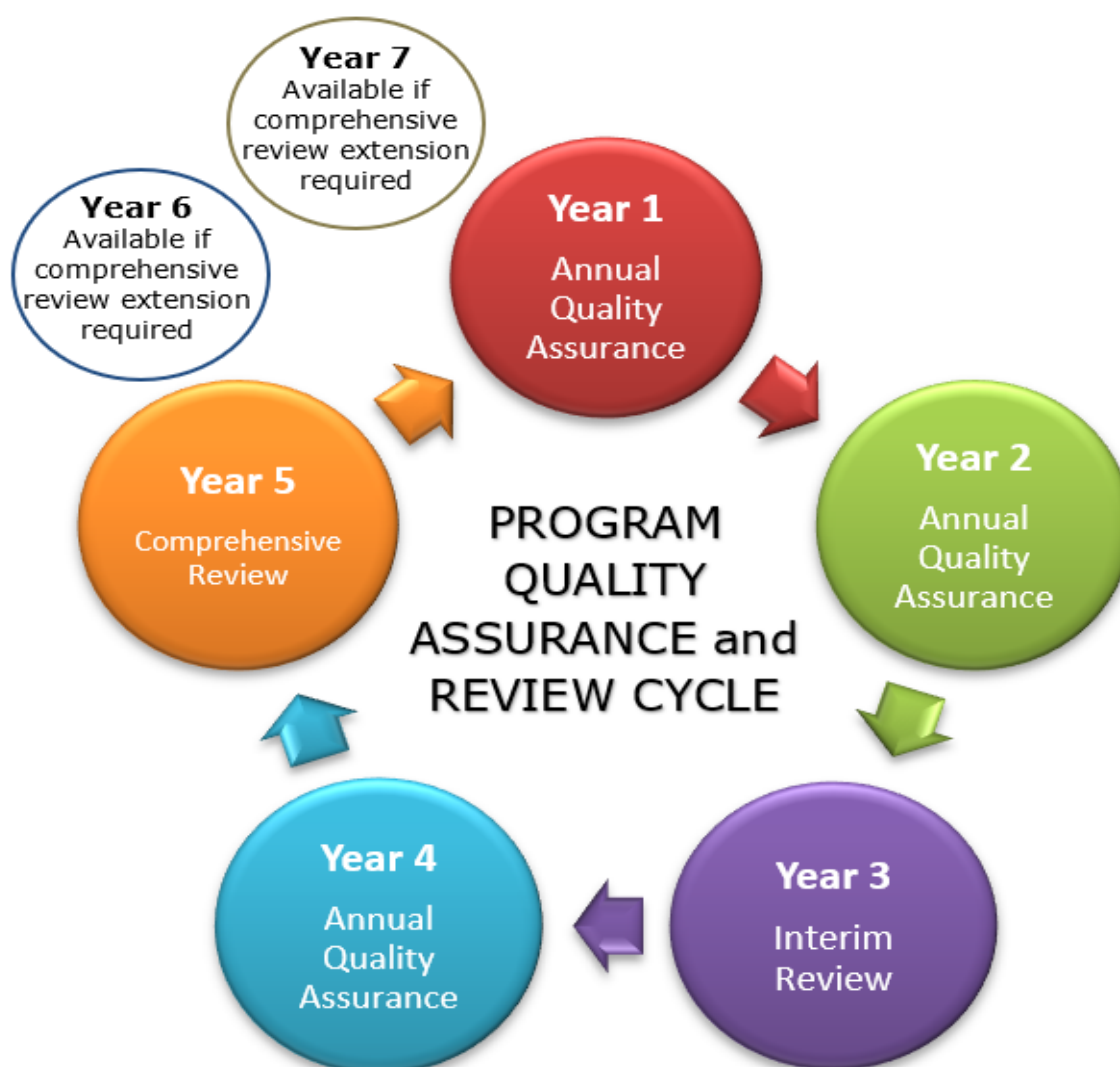 Year 7
Available if
comprehensive
review extension
required
Year 6
Available if
comprehensive
review extension
required
Year 1
Annual
Quality
Assurance
Year 2
Annual
Quality
Assurance
Year 3
Interim
Review
Year 4
Annual
Quality
Assurance
Year 5
Comprehensive
Review
PROGRAM
QUALITY
ASSURANCE and
REVIEW CYCLE